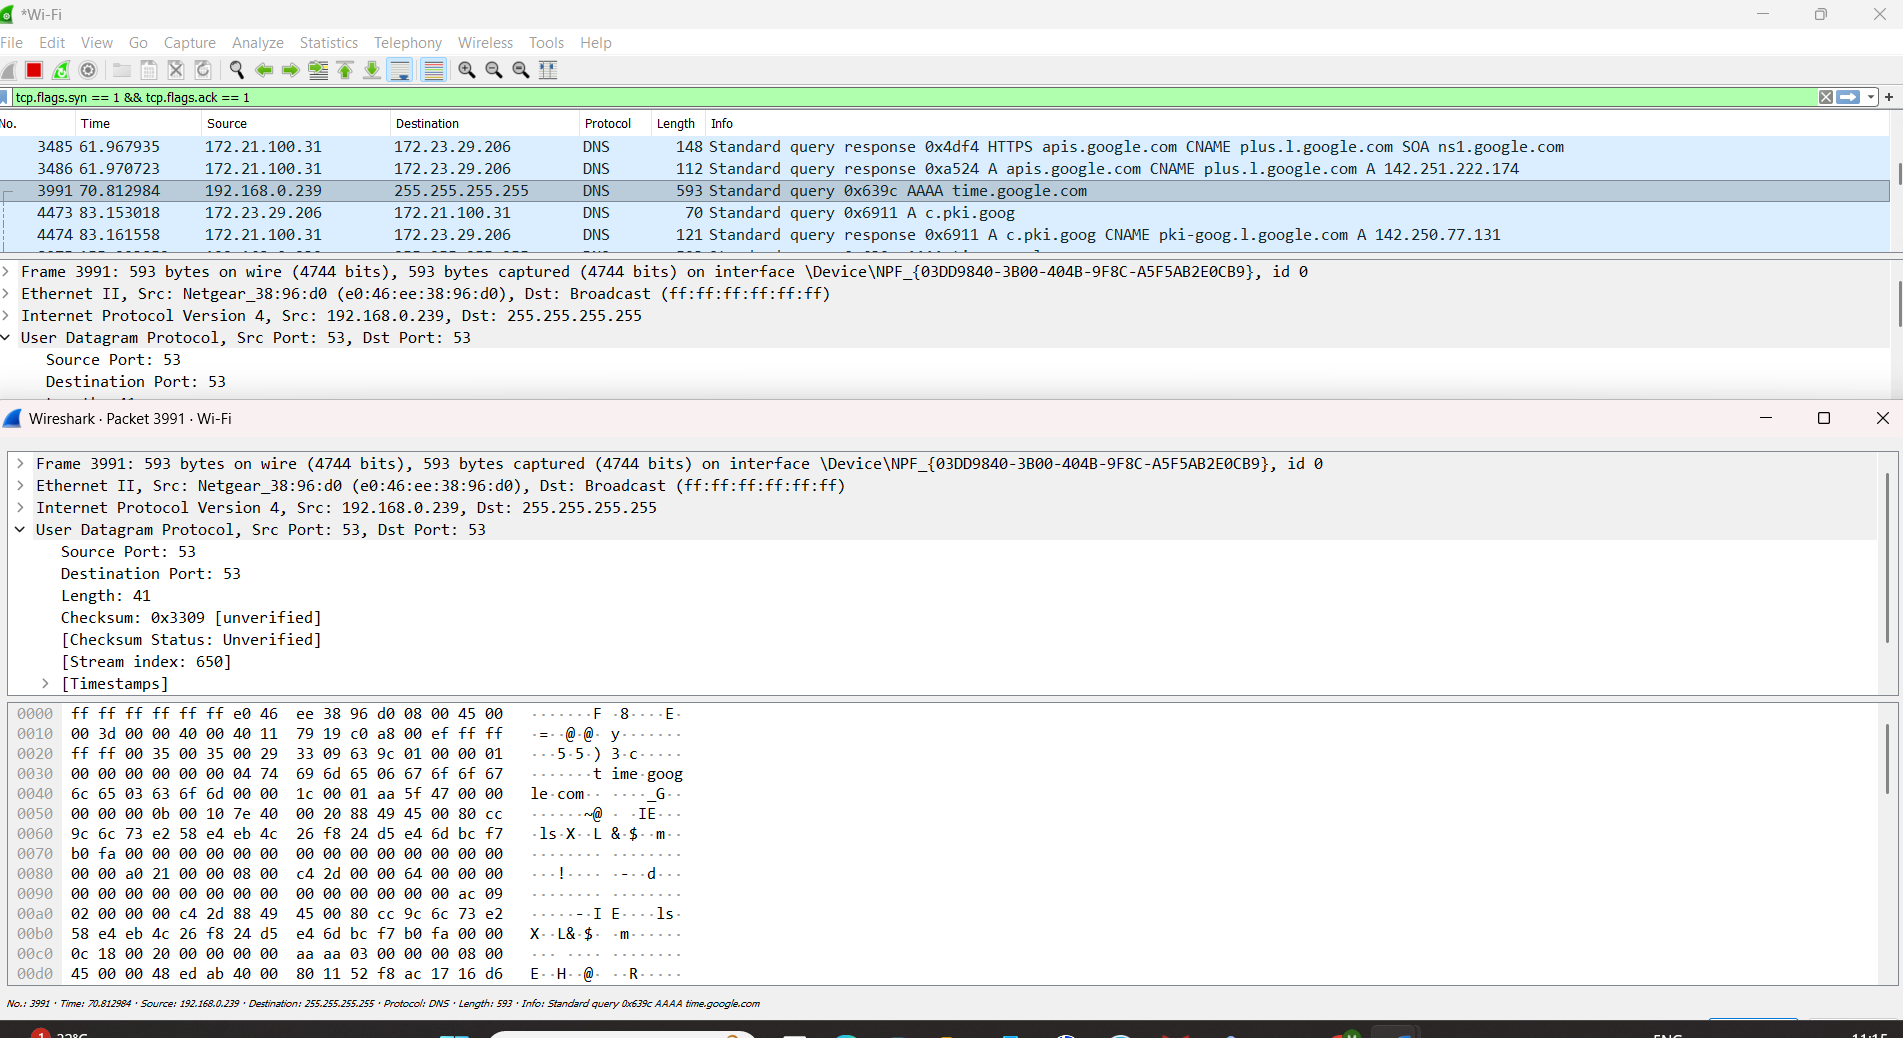 *Wi-Fi
File Edit View Go Capture Analyze Statistics Telephony Wireless Tools Help
tcp.flags.syn == 1 && tcp.flags.ack == 1
No. Time Source Destination Protocol Length Info
3485 61.967935 172.21.100.31 172.23.29.206 DNS 148 Standard query response 0x4df4 HTTPS apis.google.com CNAME plus.l.google.com SOA ns1.google.com
3486 61.970723 172.21.100.31 172.23.29.206 DNS 112 Standard query response 0xa524 A apis.google.com CNAME plus.l.google.com A 142.251.222.174
3991 70.812984 192.168.0.239 255.255.255.255 DNS 593 Standard query 0x639c AAAA time.google.com
4473 83.153018 172.23.29.206 172.21.100.31 DNS 70 Standard query 0x6911 A c.pki.goog
4474 83.161558 172.21.100.31 172.23.29.206 DNS 121 Standard query response 0x6911 A c.pki.goog CNAME pki-goog.l.google.com A 142.250.77.131
Frame 3991: 593 bytes on wire (4744 bits), 593 bytes captured (4744 bits) on interface \Device\NPF_{03DD9840-3B00-404B-9F8C-A5F5AB2E0CB9}, id 0
Ethernet II, Src: Netgear_38:96:d0 (e0:46:ee:38:96:d0), Dst: Broadcast (ff:ff:ff:ff:ff:ff)
Internet Protocol Version 4, Src: 192.168.0.239, Dst: 255.255.255.255
User Datagram Protocol, Src Port: 53, Dst Port: 53
Source Port: 53
Destination Port: 53
Wireshark · Packet 3991 · Wi-Fi
Frame 3991: 593 bytes on wire (4744 bits), 593 bytes captured (4744 bits) on interface \Device\NPF_{03DD9840-3B00-404B-9F8C-A5F5AB2E0CB9}, id 0
Ethernet II, Src: Netgear_38:96:d0 (e0:46:ee:38:96:d0), Dst: Broadcast (ff:ff:ff:ff:ff:ff)
Internet Protocol Version 4, Src: 192.168.0.239, Dst: 255.255.255.255
User Datagram Protocol, Src Port: 53, Dst Port: 53
Source Port: 53
Destination Port: 53
Length: 41
Checksum: 0x3309 [unverified]
[Checksum Status: Unverified]
[Stream index: 650]
[Timestamps]
0000 ff ff ff ff ff ff e0 46 ee 38 96 d0 08 00 45 00 ·······F ·8····E·
0010 00 3d 00 00 40 00 40 11 79 19 c0 a8 00 ef ff ff ·=··@·@· y·······
0020 ff ff 00 35 00 35 00 29 33 09 63 9c 01 00 00 01 ···5·5·) 3·c·····
0030 00 00 00 00 00 00 04 74 69 6d 65 06 67 6f 6f 67 ·······t ime·goog
0040 6c 65 03 63 6f 6d 00 00 1c 00 01 aa 5f 47 00 00 le·com·· ····_G··
0050 00 00 00 0b 00 10 7e 40 00 20 88 49 45 00 80 cc ······~@ · ·IE···
0060 9c 6c 73 e2 58 e4 eb 4c 26 f8 24 d5 e4 6d bc f7 ·ls·X··L &·$··m··
0070 b0 fa 00 00 00 00 00 00 00 00 00 00 00 00 00 00 ········ ········
0080 00 00 a0 21 00 00 08 00 c4 2d 00 00 64 00 00 00 ···!···· ·-··d···
0090 00 00 00 00 00 00 00 00 00 00 00 00 00 00 ac 09 ········ ········
00a0 02 00 00 00 c4 2d 88 49 45 00 80 cc 9c 6c 73 e2 ·····-·I E····ls·
00b0 58 e4 eb 4c 26 f8 24 d5 e4 6d bc f7 b0 fa 00 00 X··L&·$· ·m······
00c0 0c 18 00 20 00 00 00 00 aa aa 03 00 00 00 08 00 ··· ···· ········
00d0 45 00 00 48 ed ab 40 00 80 11 52 f8 ac 17 16 d6 E··H··@· ··R·····
No.: 3991 · Time: 70.812984 · Source: 192.168.0.239 · Destination: 255.255.255.255 · Protocol: DNS · Length: 593 · Info: Standard query 0x639c AAAA time.google.com